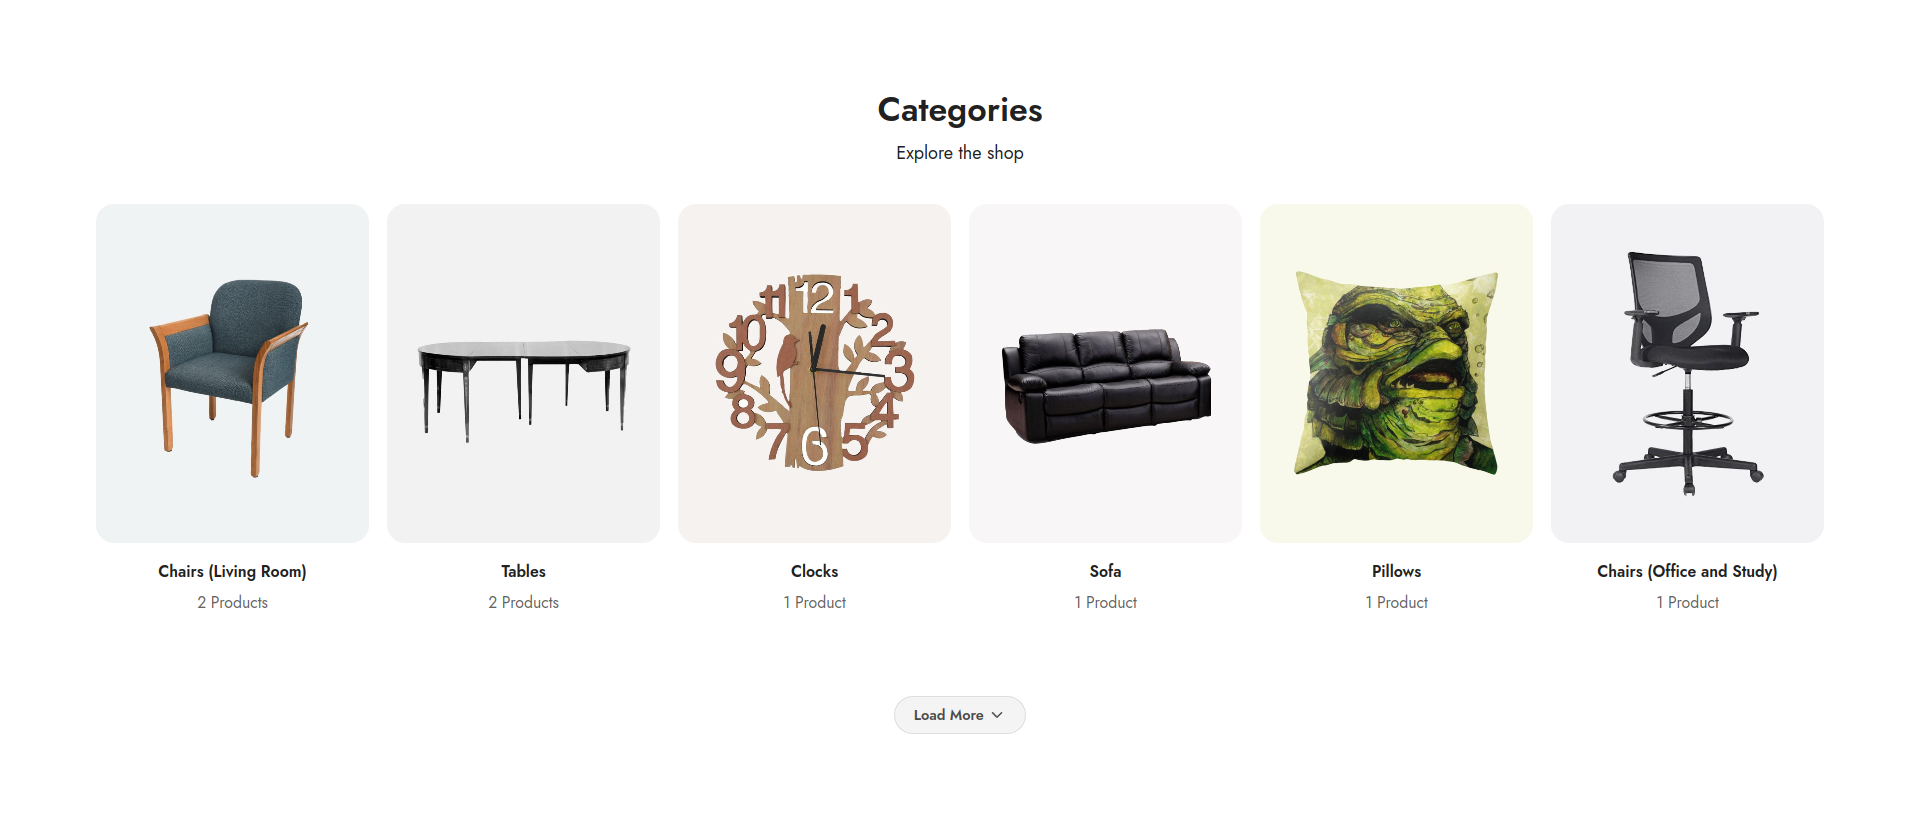 Categories
Explore the shop
11 12 1
10 2
9 3
8 4
7 6 5
Chairs (Living Room)
2 Products
Tables
2 Products
Clocks
1 Product
Sofa
1 Product
Pillows
1 Product
Chairs (Office and Study)
1 Product
Load More